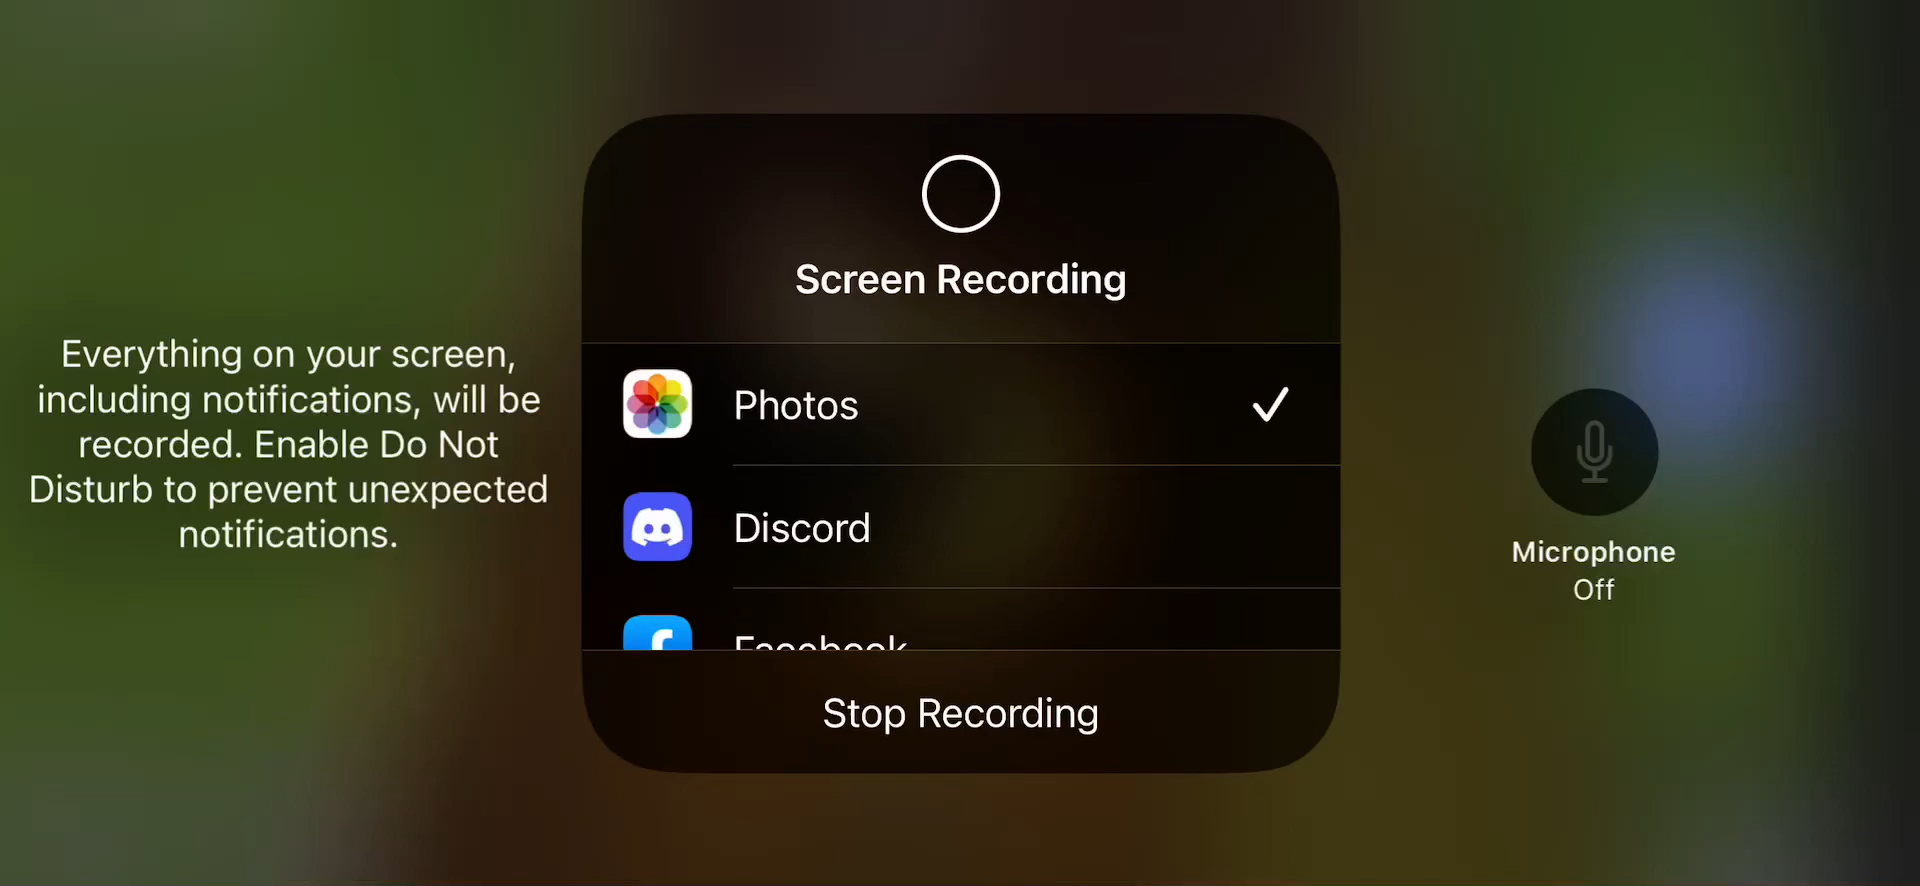 Everything on your screen,
including notifications, will be
recorded. Enable Do Not
Disturb to prevent unexpected
notifications.
Screen Recording
Photos
Discord
Facebook
Stop Recording
Microphone
Off